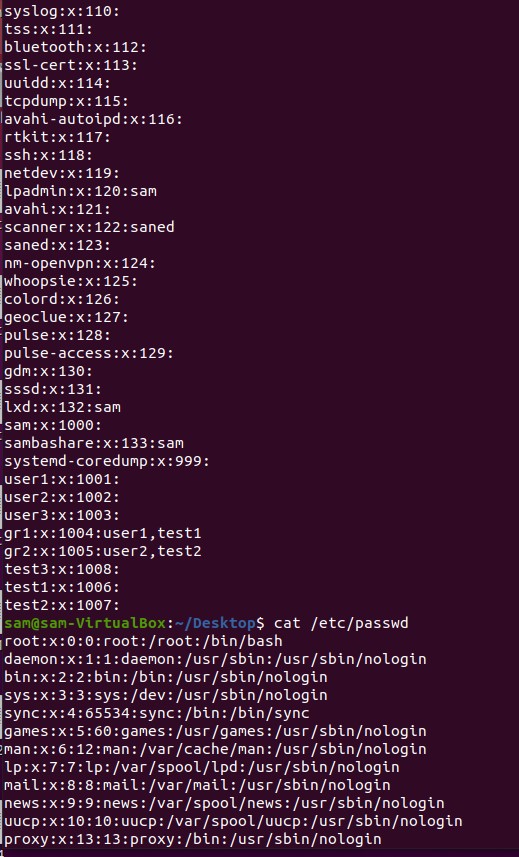 syslog:x:110:
tss:x:111:
bluetooth:x:112:
ssl-cert:x:113:
uuidd:x:114:
tcpdump:x:115:
avahi-autoipd:x:116:
rtkit:x:117:
ssh:x:118:
netdev:x:119:
lpadmin:x:120:sam
avahi:x:121:
scanner:x:122:saned
saned:x:123:
nm-openvpn:x:124:
whoopsie:x:125:
colord:x:126:
geoclue:x:127:
pulse:x:128:
pulse-access:x:129:
gdm:x:130:
sssd:x:131:
lxd:x:132:sam
sam:x:1000:
sambashare:x:133:sam
systemd-coredump:x:999:
user1:x:1001:
user2:x:1002:
user3:x:1003:
gr1:x:1004:user1,test1
gr2:x:1005:user2,test2
test3:x:1008:
test1:x:1006:
test2:x:1007:
sam@sam-VirtualBox:~/Desktop$ cat /etc/passwd
root:x:0:0:root:/root:/bin/bash
daemon:x:1:1:daemon:/usr/sbin:/usr/sbin/nologin
bin:x:2:2:bin:/bin:/usr/sbin/nologin
sys:x:3:3:sys:/dev:/usr/sbin/nologin
sync:x:4:65534:sync:/bin:/bin/sync
games:x:5:60:games:/usr/games:/usr/sbin/nologin
man:x:6:12:man:/var/cache/man:/usr/sbin/nologin
lp:x:7:7:lp:/var/spool/lpd:/usr/sbin/nologin
mail:x:8:8:mail:/var/mail:/usr/sbin/nologin
news:x:9:9:news:/var/spool/news:/usr/sbin/nologin
uucp:x:10:10:uucp:/var/spool/uucp:/usr/sbin/nologin
proxy:x:13:13:proxy:/bin:/usr/sbin/nologin